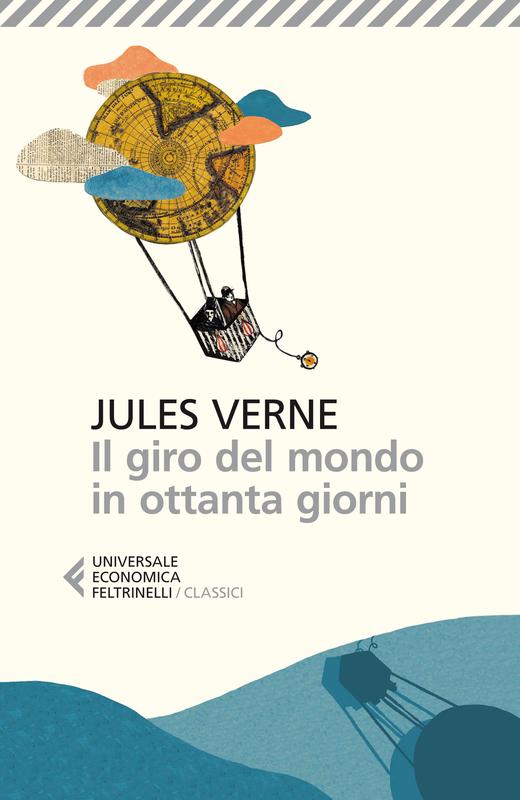 JULES VERNE
Il giro del mondo
in ottanta giorni
UNIVERSALE
ECONOMICA
FELTRINELLI / CLASSICI